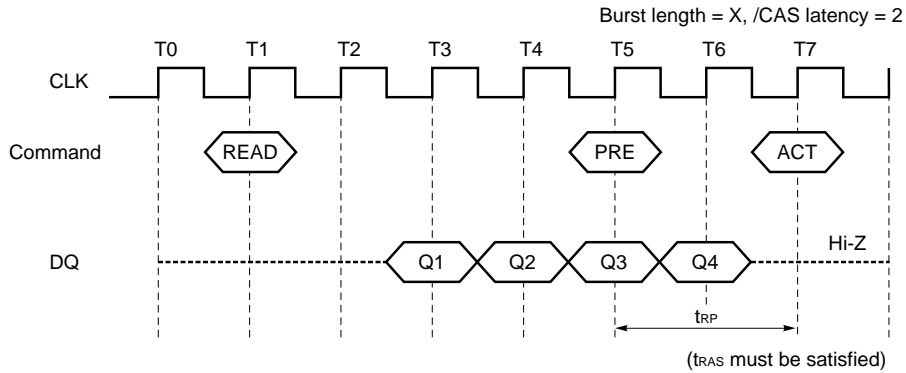 Burst length = X, /CAS latency = 2
T0 T1 T2 T3 T4 T5 T6 T7
CLK
Command READ PRE ACT
DQ Q1 Q2 Q3 Q4 Hi-Z
tRP
(tRAS must be satisfied)